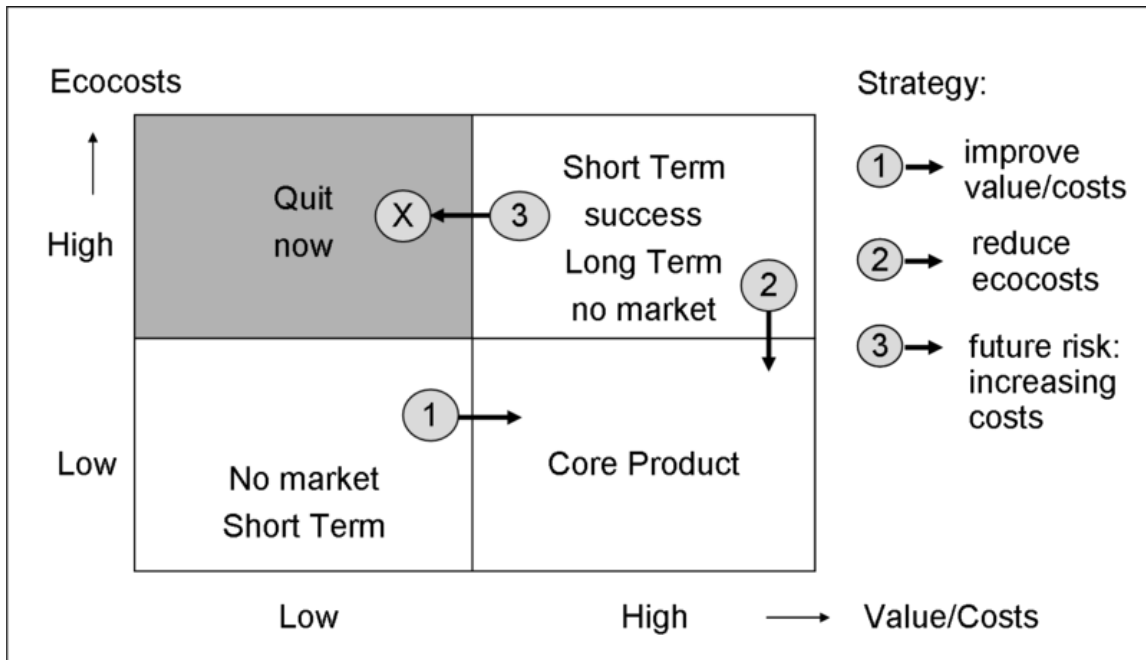 Ecocosts
High
Low
Quit
now
X
3
Short Term
success
Long Term
no market
2
1
No market
Short Term
Core Product
Low
High
Value/Costs
Strategy:
1
improve
value/costs
2
reduce
ecocosts
3
future risk:
increasing
costs